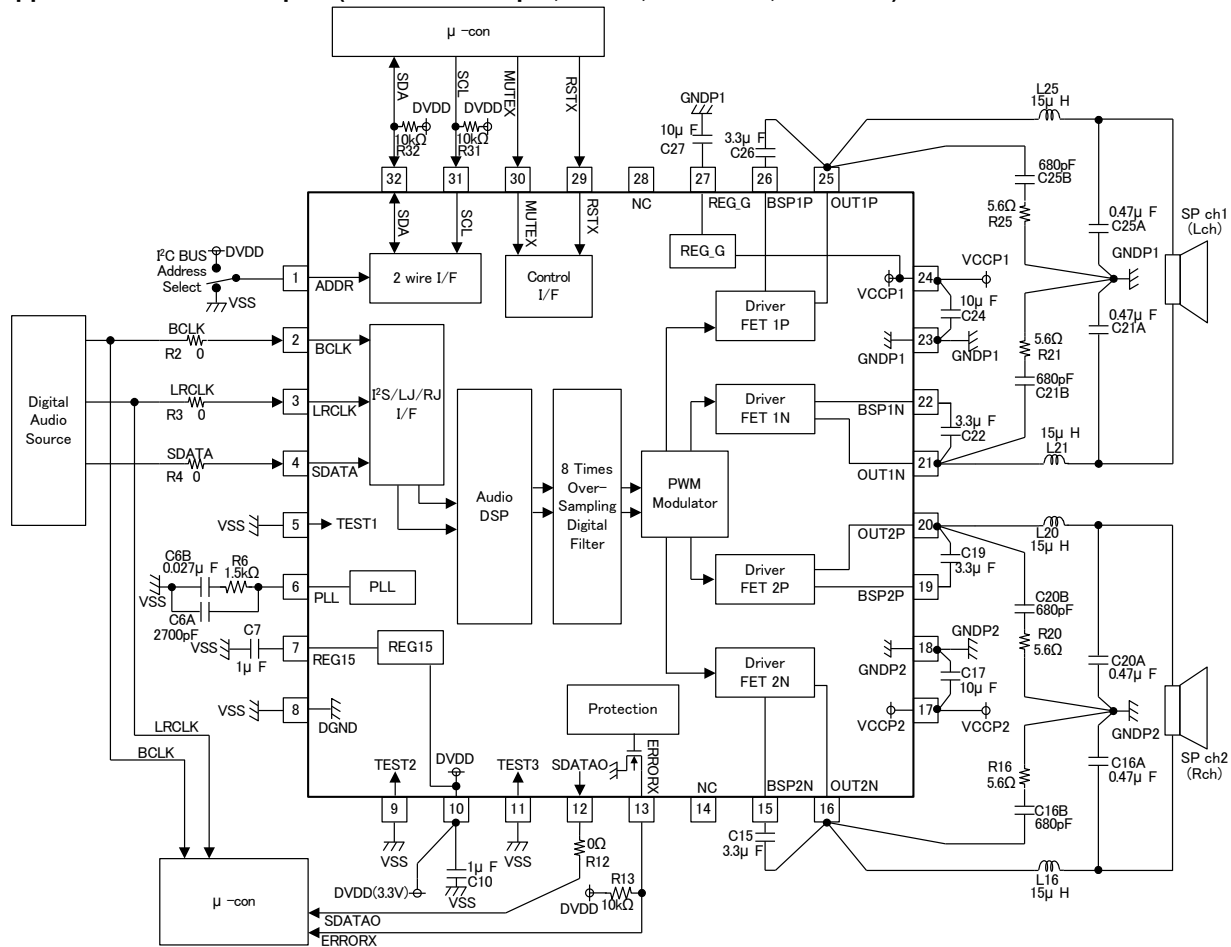 μ -con
SDA
SCL
MUTEX
RSTX
DVDD
DVDD
10kΩ
R32
10kΩ
R31
GNDP1
10μ F
C27
3.3μ F
C26
L25
15μ H
32
31
30
29
28
27
26
25
NC
REG_G
BSP1P
OUT1P
SDA
SCL
MUTEX
RSTX
680pF
C25B
5.6Ω
R25
0.47μ F
C25A
SP ch1
(Lch)
GNDP1
I²C BUS
Address
Select
DVDD
VSS
1
ADDR
2 wire I/F
Control
I/F
REG_G
24
VCCP1
VCCP1
10μ F
C24
Driver
FET 1P
23
GNDP1
GNDP1
0.47μ F
C21A
5.6Ω
R21
680pF
C21B
Digital
Audio
Source
BCLK
R2 0
2
BCLK
LRCLK
R3 0
3
LRCLK
SDATA
R4 0
4
SDATA
I²S/LJ/RJ
I/F
Audio
DSP
8 Times
Over-
Sampling
Digital
Filter
PWM
Modulator
Driver
FET 1N
22
BSP1N
3.3μ F
C22
21
OUT1N
15μ H
L21
VSS
5
TEST1
20
OUT2P
L20
15μ H
C19
3.3μ F
Driver
FET 2P
19
BSP2P
C6B
0.027μ F
R6
1.5kΩ
VSS
C6A
2700pF
6
PLL
PLL
C20B
680pF
R20
5.6Ω
C7
VSS
1μ F
7
REG15
REG15
18
GNDP2
GNDP2
C17
10μ F
Driver
FET 2N
17
VCCP2
VCCP2
C20A
0.47μ F
GNDP2
SP ch2
(Rch)
VSS
8
DGND
Protection
ERRORX
R16
5.6Ω
C16A
0.47μ F
C16B
680pF
LRCLK
BCLK
TEST2
DVDD
TEST3
SDATAO
NC
BSP2N
OUT2N
9
10
11
12
13
14
15
16
VSS
1μ F
C10
VSS
VSS
DVDD(3.3V)
0Ω
R12
R13
DVDD
10kΩ
C15
3.3μ F
L16
15μ H
μ -con
SDATAO
ERRORX